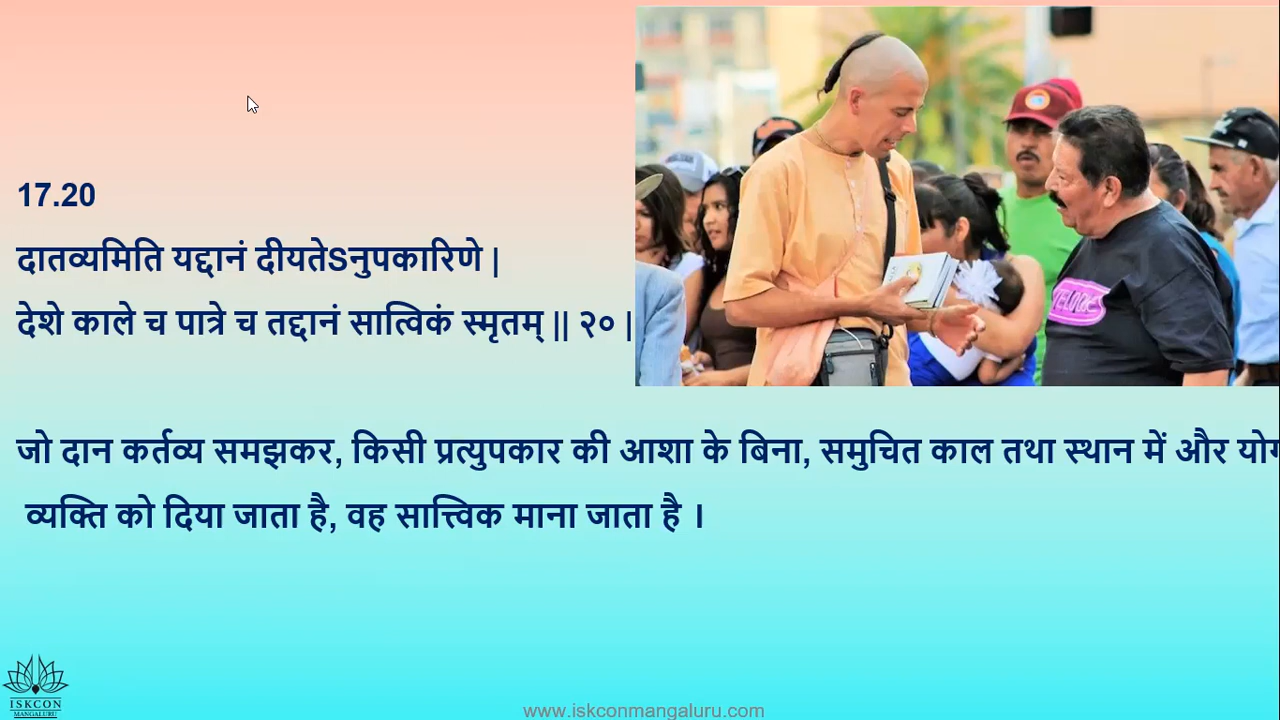 17.20
दातव्यमिति यद्दानं दीयतेSनुपकारिणे |
देशे काले च पात्रे च तद्दानं सात्विकं स्मृतम् || २० |
जो दान कर्तव्य समझकर, किसी प्रत्युपकार की आशा के बिना, समुचित काल तथा स्थान में और
व्यक्ति को दिया जाता है, वह सात्त्विक माना जाता है ।
ISKCON
MANGALURU
www.iskconmangaluru.com